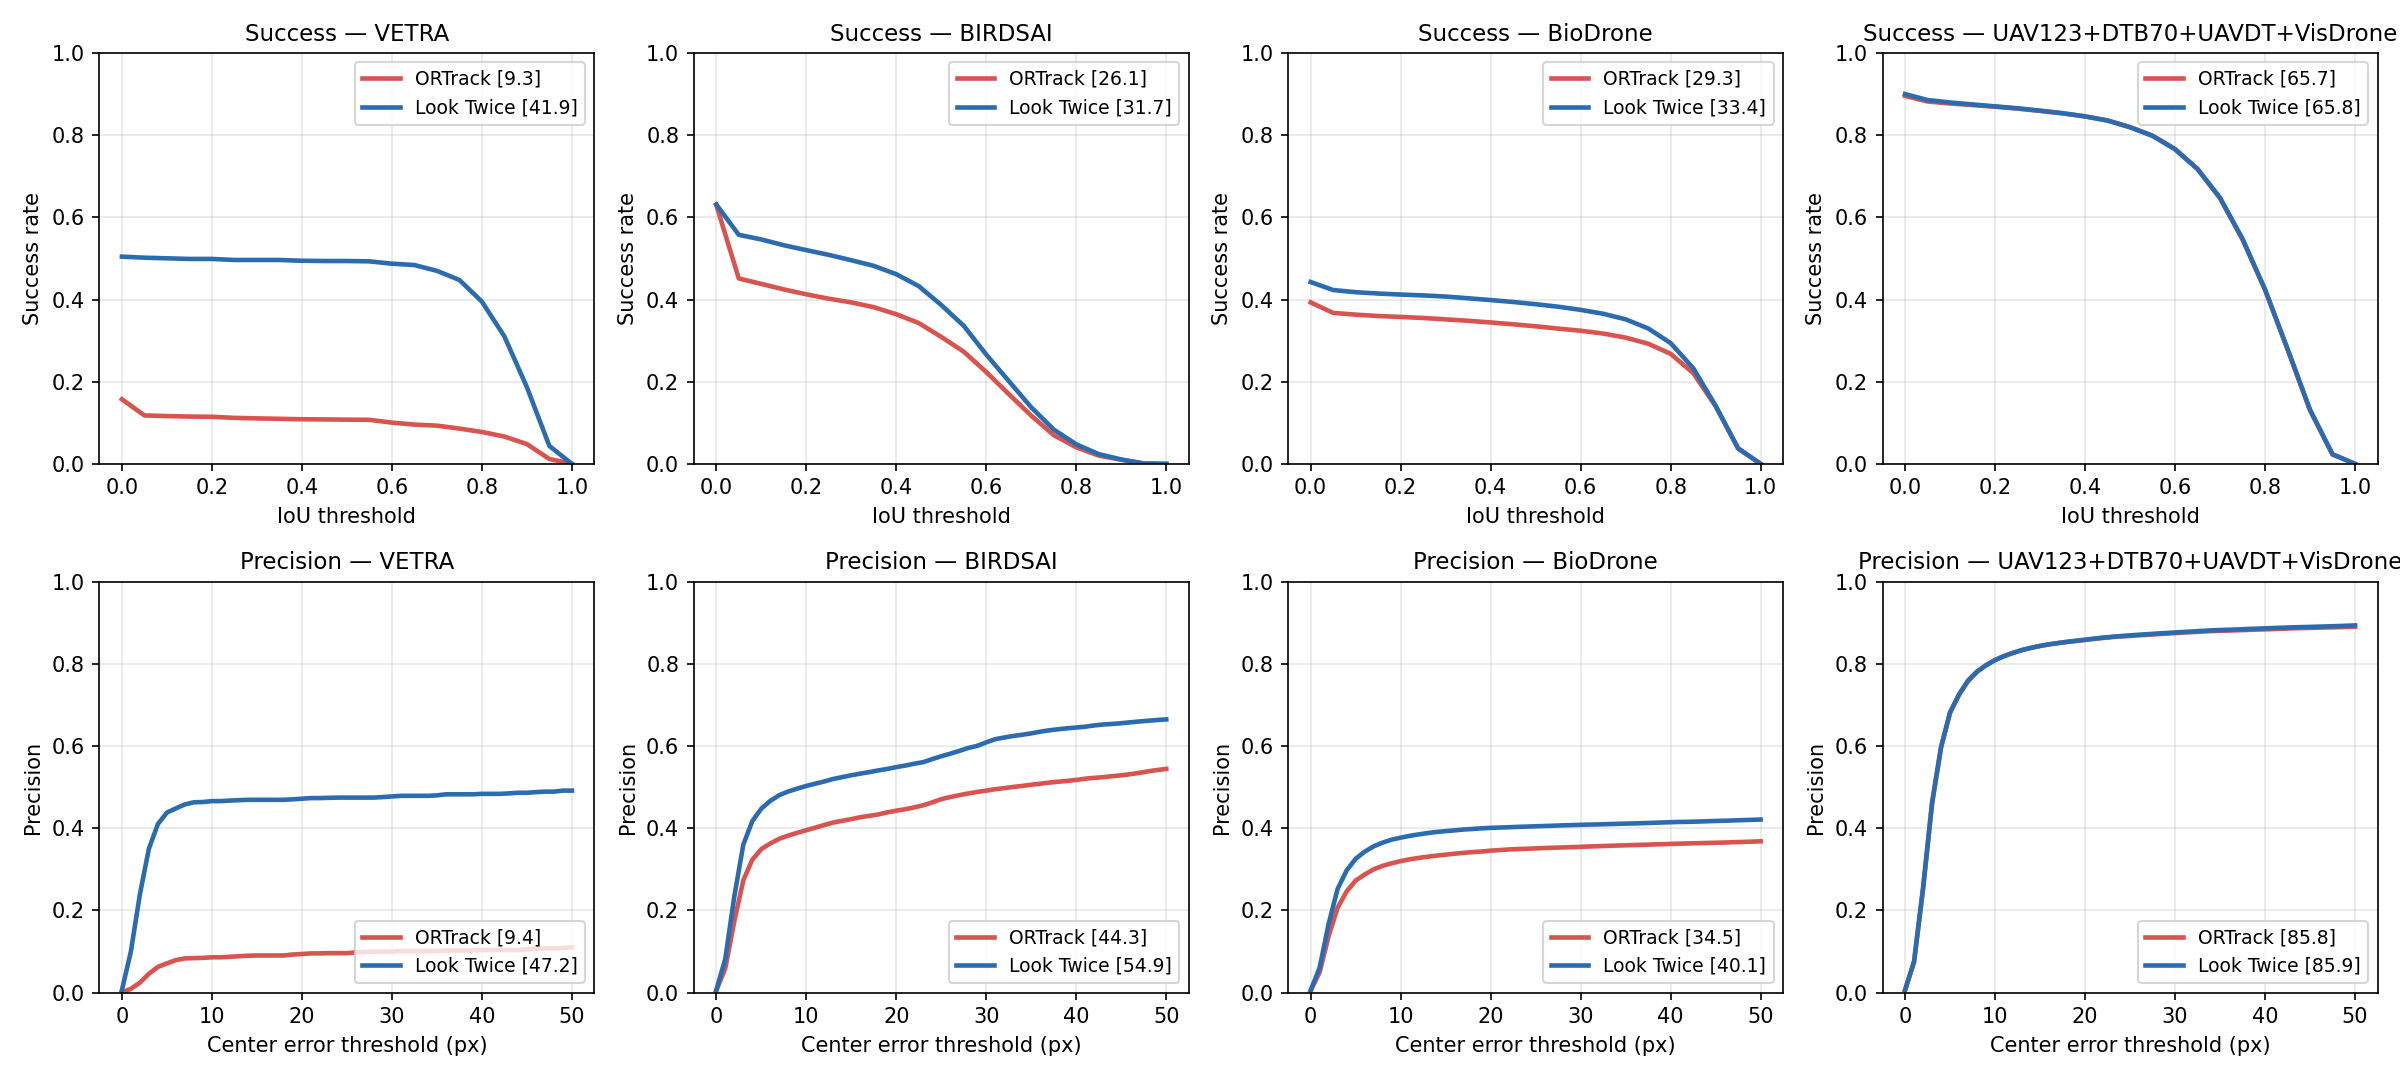 Success — VETRA
1.0
0.8
0.6
0.4
0.2
0.0
Success rate
ORTrack [9.3]
Look Twice [41.9]
0.0 0.2 0.4 0.6 0.8 1.0
IoU threshold
Success — BIRDSAI
1.0
0.8
0.6
0.4
0.2
0.0
Success rate
ORTrack [26.1]
Look Twice [31.7]
0.0 0.2 0.4 0.6 0.8 1.0
IoU threshold
Success — BioDrone
1.0
0.8
0.6
0.4
0.2
0.0
Success rate
ORTrack [29.3]
Look Twice [33.4]
0.0 0.2 0.4 0.6 0.8 1.0
IoU threshold
Success — UAV123+DTB70+UAVDT+VisDrone
1.0
0.8
0.6
0.4
0.2
0.0
Success rate
ORTrack [65.7]
Look Twice [65.8]
0.0 0.2 0.4 0.6 0.8 1.0
IoU threshold
Precision — VETRA
1.0
0.8
0.6
0.4
0.2
0.0
Precision
ORTrack [9.4]
Look Twice [47.2]
0 10 20 30 40 50
Center error threshold (px)
Precision — BIRDSAI
1.0
0.8
0.6
0.4
0.2
0.0
Precision
ORTrack [44.3]
Look Twice [54.9]
0 10 20 30 40 50
Center error threshold (px)
Precision — BioDrone
1.0
0.8
0.6
0.4
0.2
0.0
Precision
ORTrack [34.5]
Look Twice [40.1]
0 10 20 30 40 50
Center error threshold (px)
Precision — UAV123+DTB70+UAVDT+VisDrone
1.0
0.8
0.6
0.4
0.2
0.0
Precision
ORTrack [85.8]
Look Twice [85.9]
0 10 20 30 40 50
Center error threshold (px)